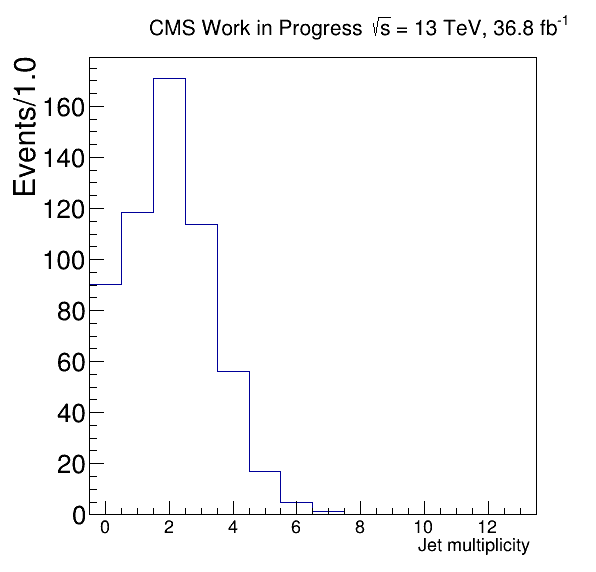 CMS Work in Progress √s = 13 TeV, 36.8 fb⁻¹
Events/1.0
160
140
120
100
80
60
40
20
0
0 2 4 6 8 10 12
Jet multiplicity